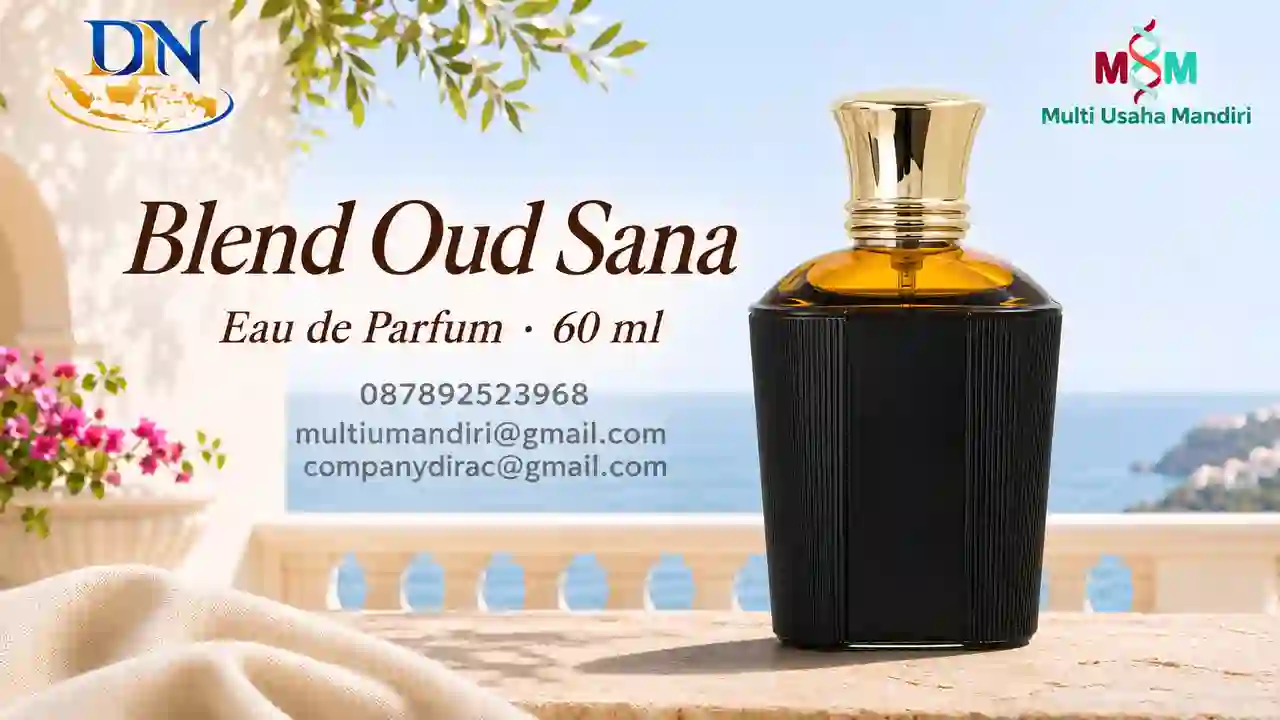 DN
MSM
Multi Usaha Mandiri
Blend Oud Sana
Eau de Parfum · 60 ml
087892523968
multiumandiri@gmail.com
companydirac@gmail.com